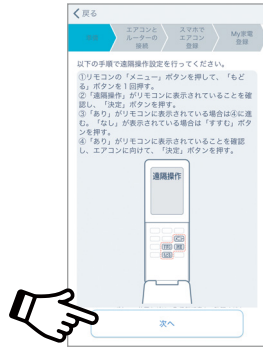 戻る
エアコンと
ルーターの
接続
スマホで
エアコン
登録
My家電
登録
以下の手順で遠隔操作設定を行ってください。
①リモコンの「メニュー」ボタンを押して、「もど
る」ボタンを1回押す。
②「遠隔操作」がリモコンに表示されていることを確
認し、「決定」ボタンを押す。
③「あり」がリモコンに表示されている場合は④に進
む。「なし」が表示されている場合は「すすむ」ボタ
ンを押す。
④「あり」がリモコンに表示されていることを確認
し、エアコンに向けて、「決定」ボタンを押す。
遠隔操作
次へ